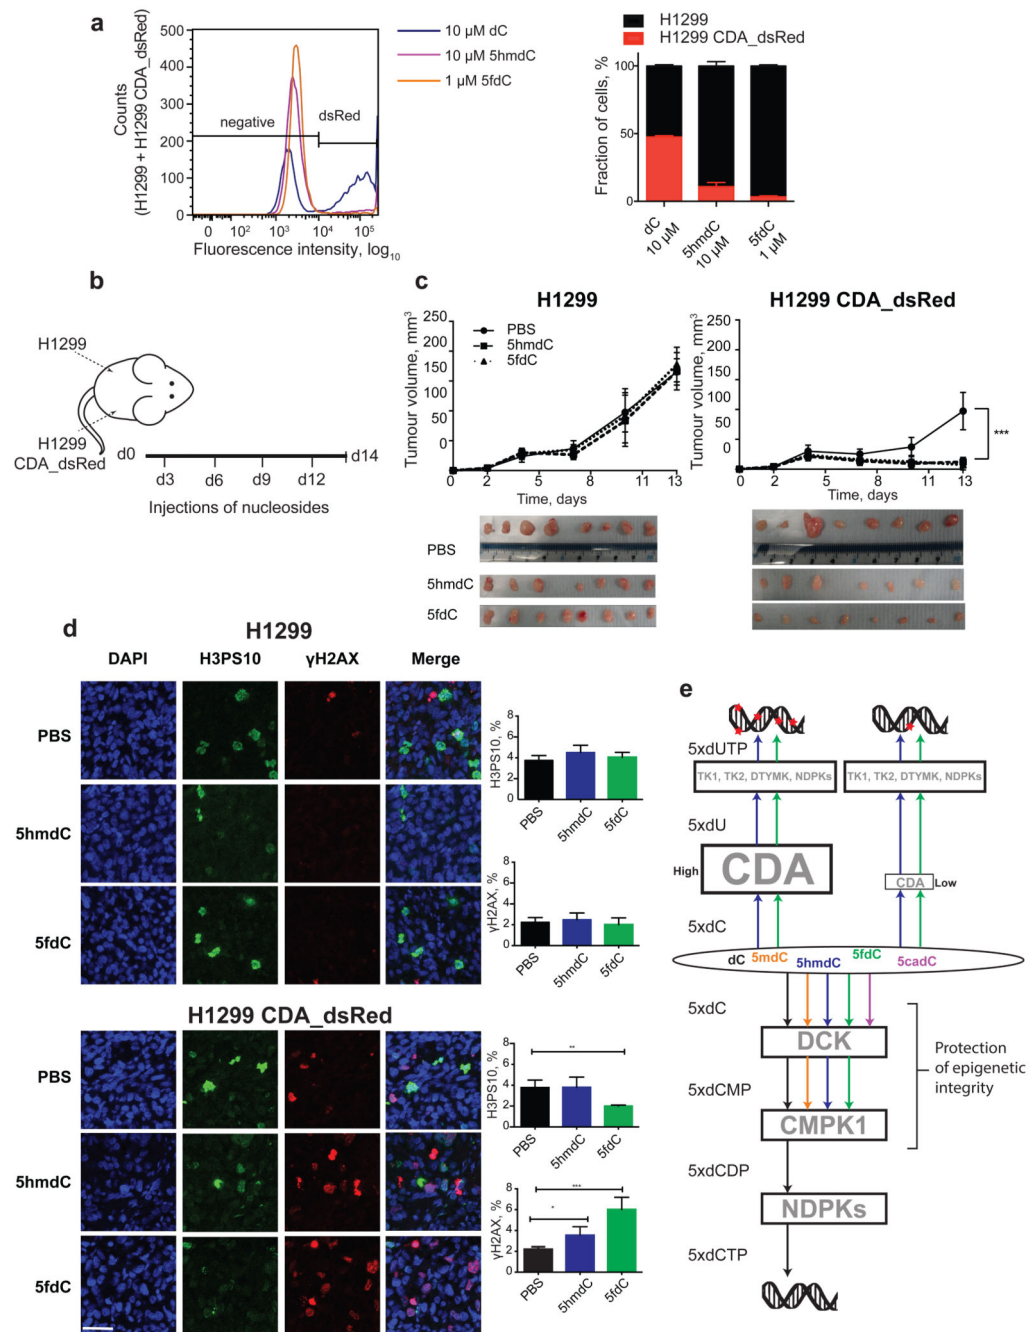 a
500
400
300
200
100
0
Counts
(H1299 + H1299 CDA_dsRed)
negative
dsRed
0 10² 10³ 10⁴ 10⁵
Fluorescence intensity, log₁₀
10 µM dC
10 µM 5hmdC
1 µM 5fdC
H1299
H1299 CDA_dsRed
Fraction of cells, %
100
50
0
dC
10 µM
5hmdC
10 µM
5fdC
1 µM
b
H1299
H1299
CDA_dsRed
d0
d14
d3 d6 d9 d12
Injections of nucleosides
c
H1299
Tumour volume, mm³
250
200
150
100
50
0
PBS
5hmdC
5fdC
0 2 5 8 11 13
Time, days
H1299 CDA_dsRed
Tumour volume, mm³
250
200
150
100
50
0
***
0 2 5 8 11 13
Time, days
PBS
5hmdC
5fdC
d
H1299
DAPI H3PS10 γH2AX Merge
PBS
5hmdC
5fdC
H3PS10, %
8
6
4
2
0
PBS
5hmdC
5fdC
γH2AX, %
8
6
4
2
0
PBS
5hmdC
5fdC
H1299 CDA_dsRed
PBS
5hmdC
5fdC
H3PS10, %
8
6
4
2
0
**
PBS
5hmdC
5fdC
γH2AX, %
8
6
4
2
0
***
*
PBS
5hmdC
5fdC
e
5xdUTP
TK1, TK2, DTYMK, NDPKs
TK1, TK2, DTYMK, NDPKs
5xdU
High
CDA
CDA
Low
5xdC
dC 5mdC 5hmdC 5fdC 5cadC
5xdC
DCK
5xdCMP
CMPK1
Protection
of epigenetic
integrity
5xdCDP
NDPKs
5xdCTP